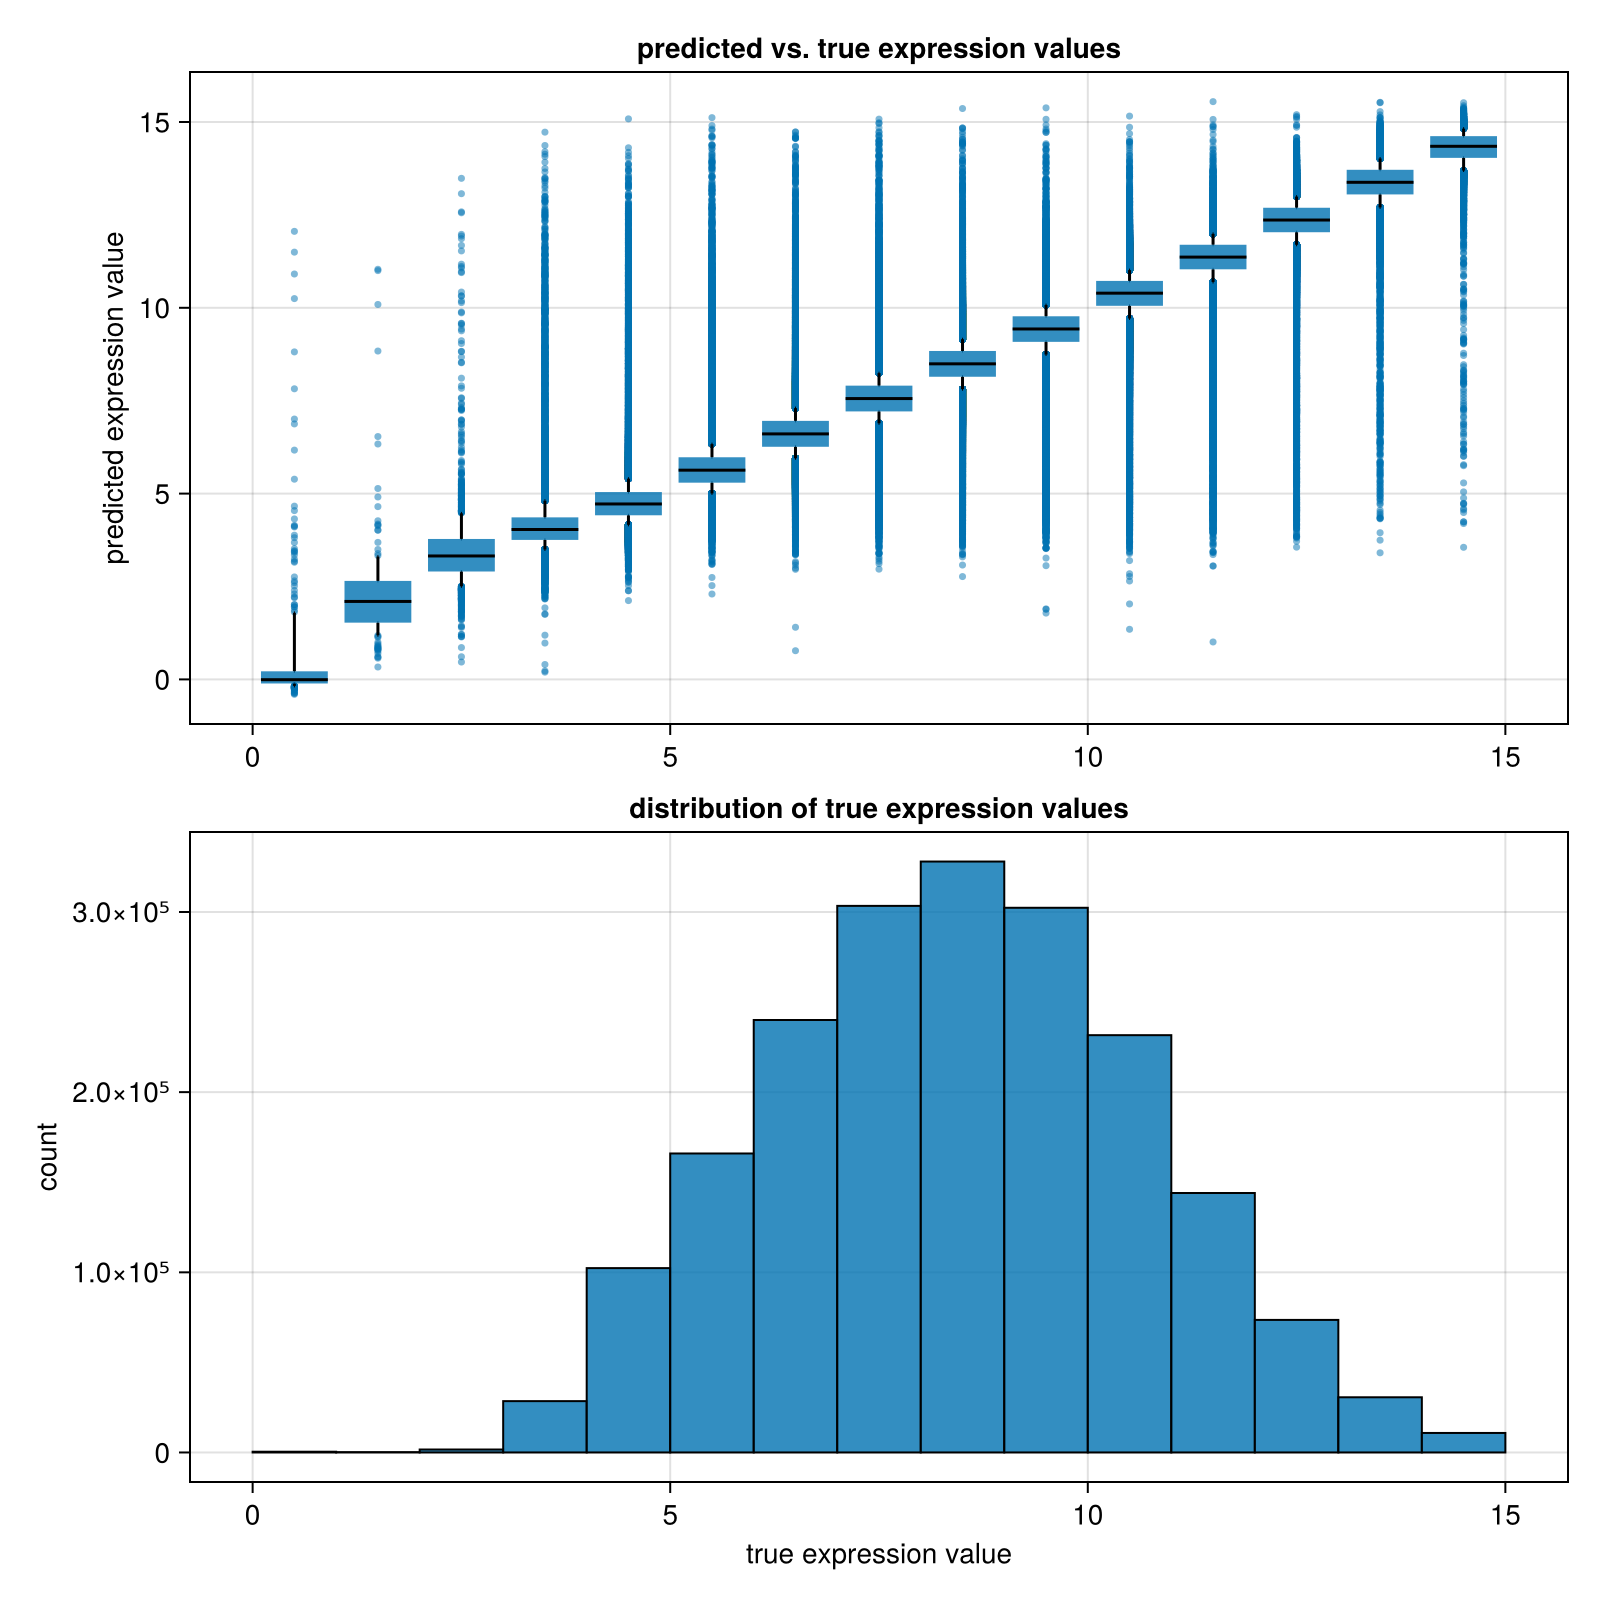 predicted vs. true expression values
predicted expression value
15
10
5
0
0 5 10 15
distribution of true expression values
count
3.0×10⁵
2.0×10⁵
1.0×10⁵
0
0 5 10 15
true expression value